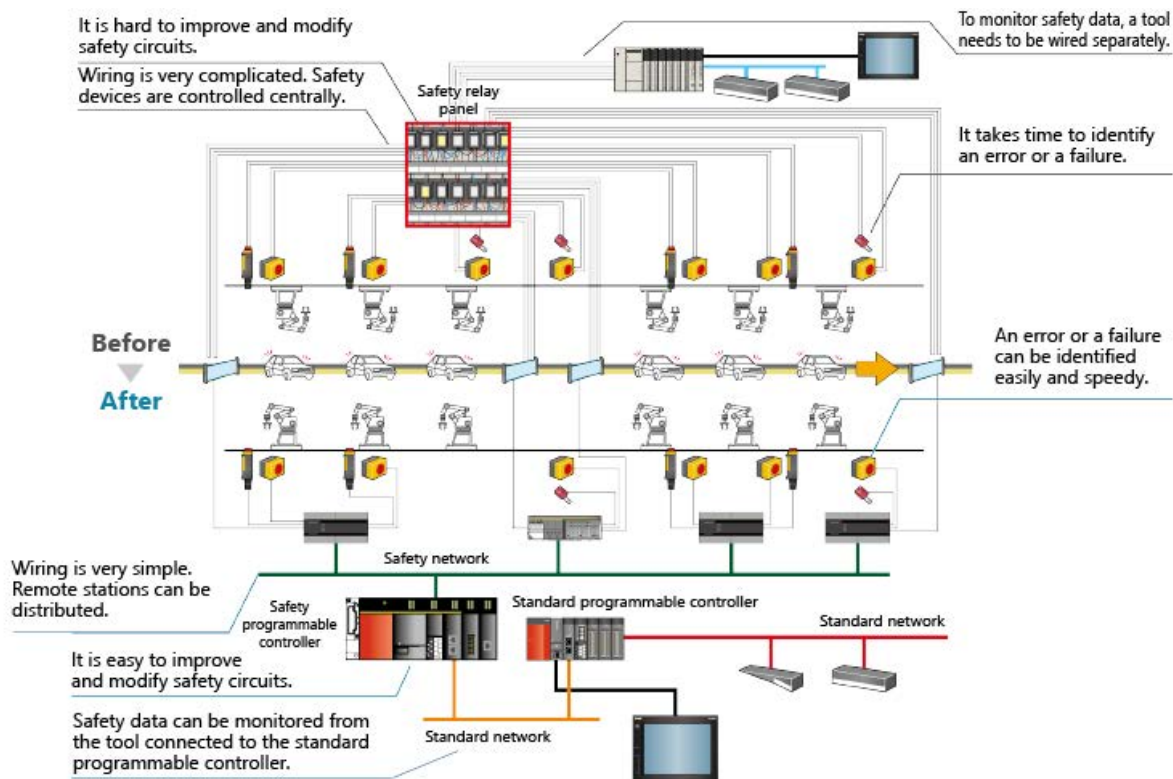 It is hard to improve and modify
safety circuits.
Wiring is very complicated. Safety
devices are controlled centrally.
Safety relay
panel
To monitor safety data, a tool
needs to be wired separately.
It takes time to identify
an error or a failure.
Before
After
An error or a failure
can be identified
easily and speedy.
Wiring is very simple.
Remote stations can be
distributed.
Safety network
Safety
programmable
controller
Standard programmable controller
Standard network
It is easy to improve
and modify safety circuits.
Safety data can be monitored from
the tool connected to the standard
programmable controller.
Standard network